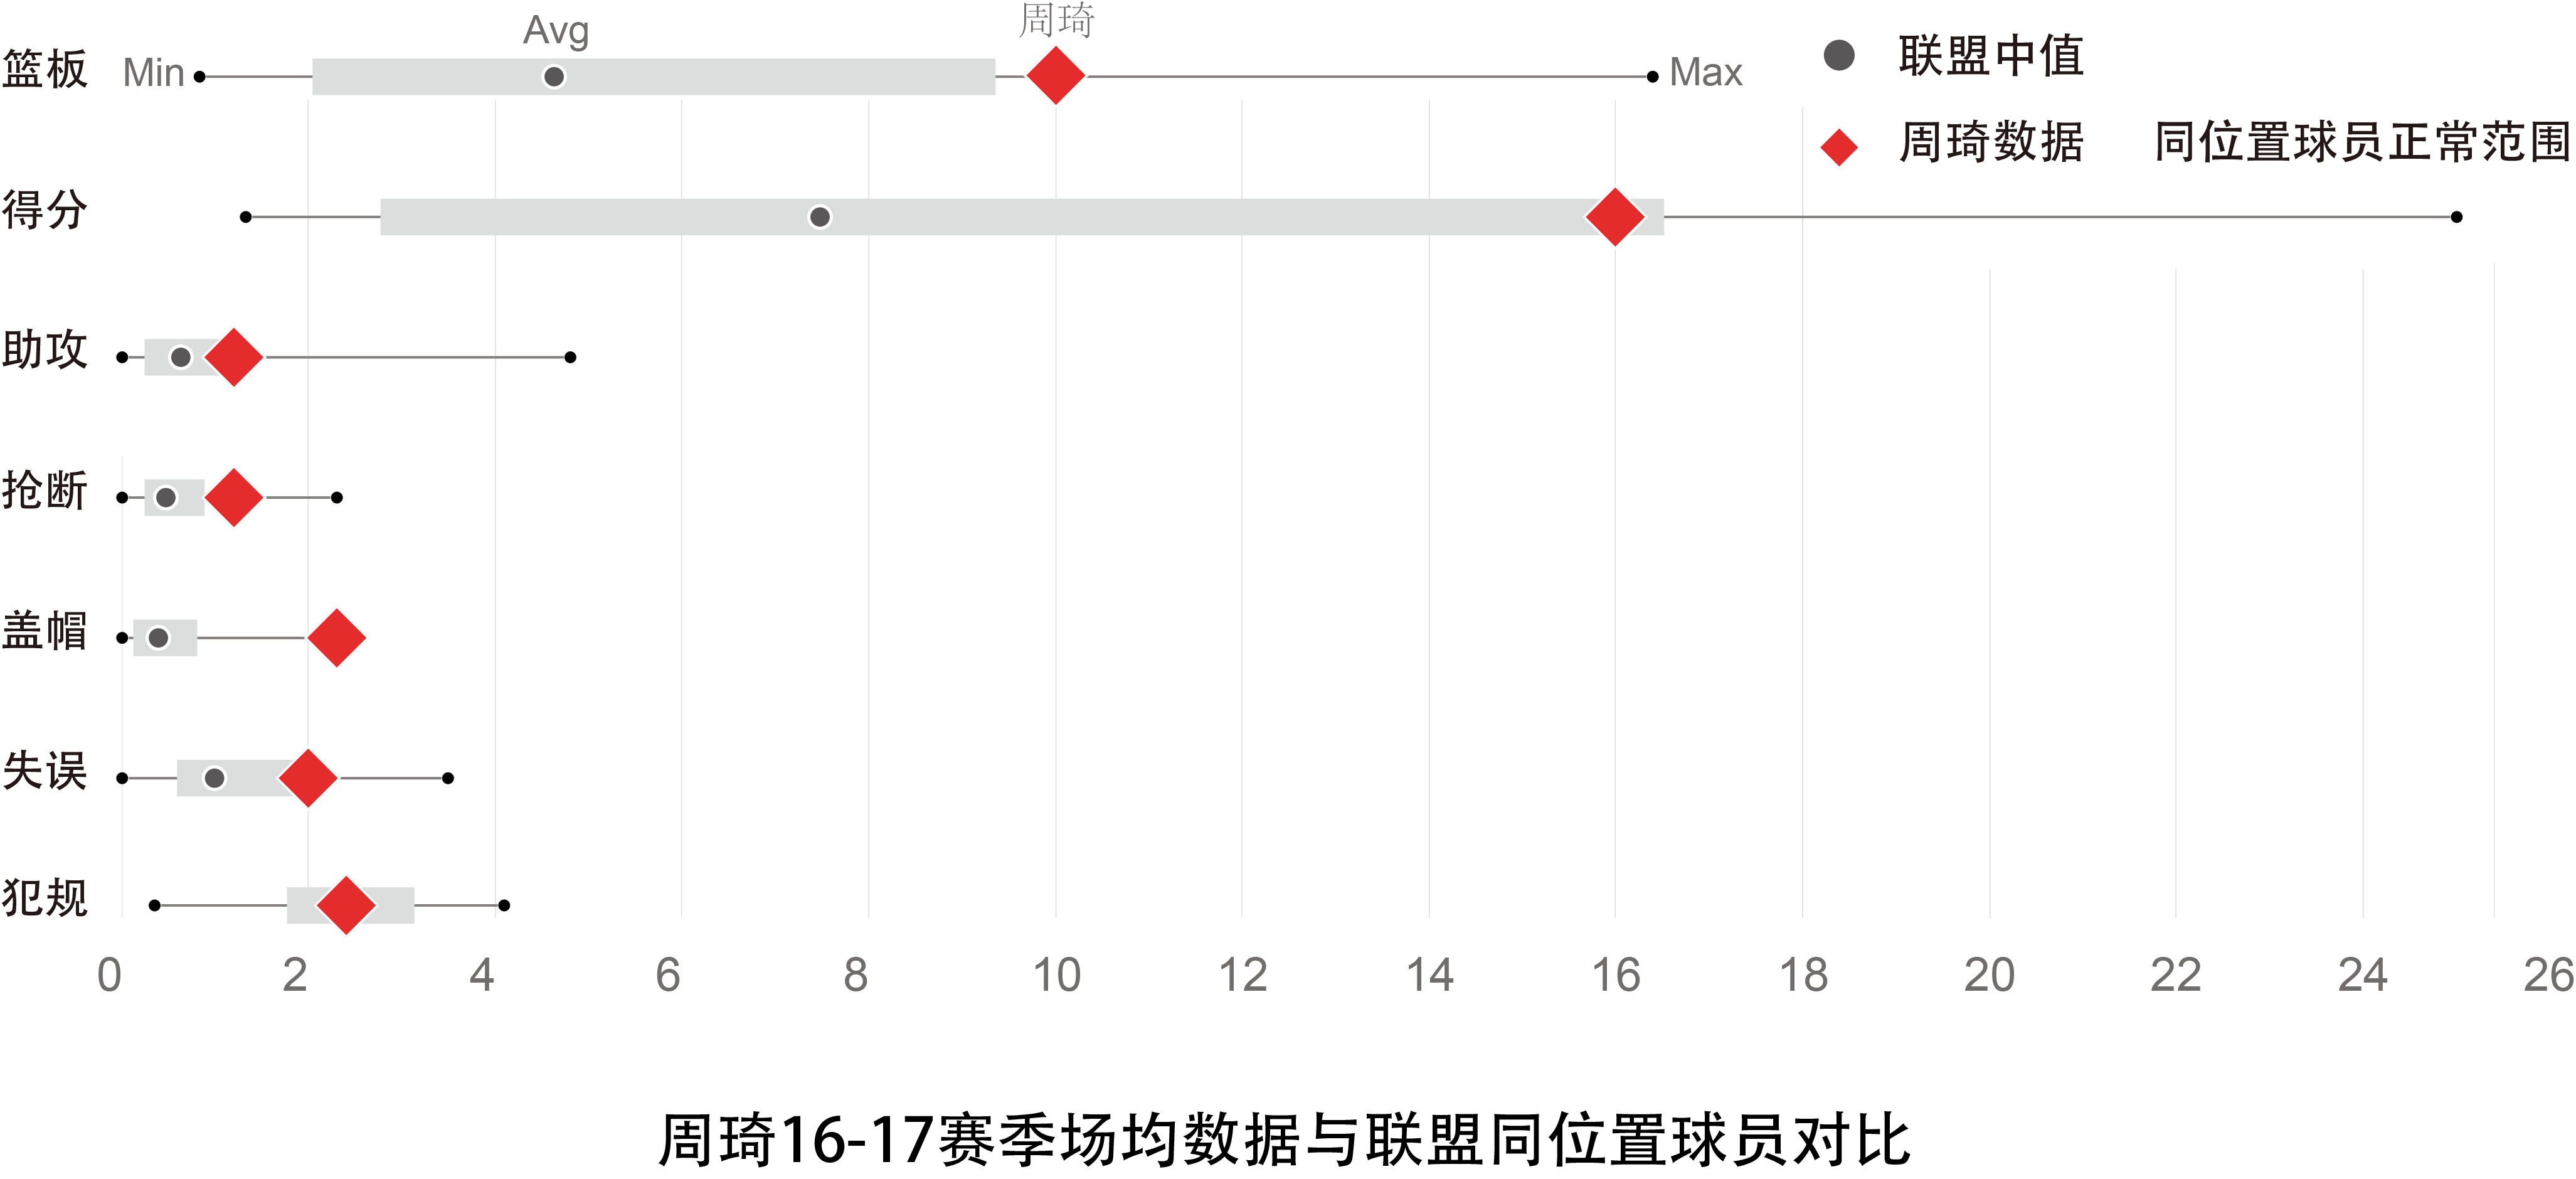 周琦
Avg
篮板 Min Max
联盟中值
周琦数据 同位置球员正常范围
得分
助攻
抢断
盖帽
失误
犯规
0 2 4 6 8 10 12 14 16 18 20 22 24 26
周琦16-17赛季场均数据与联盟同位置球员对比